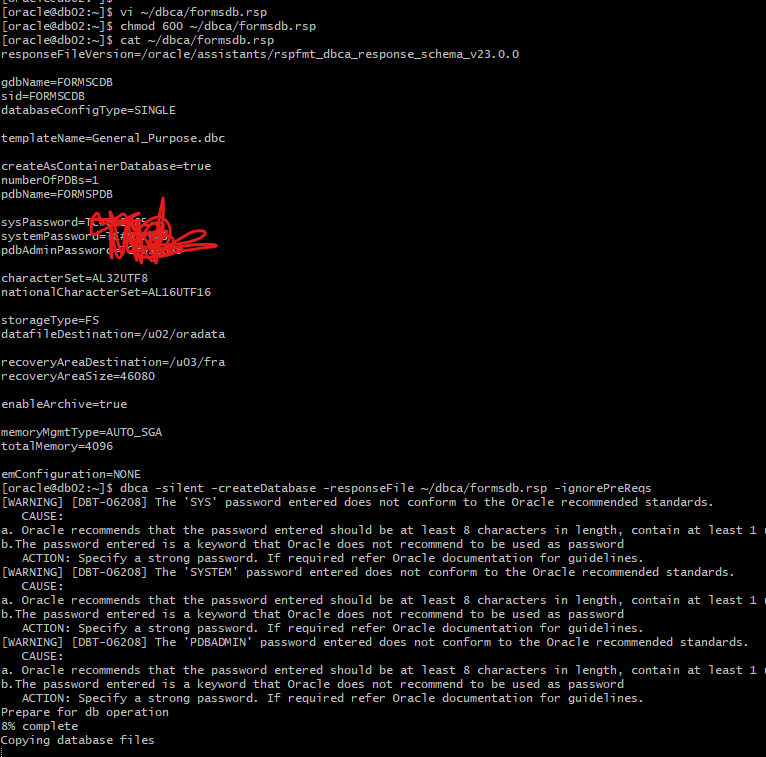 [oracle@db02:~]$ vi ~/dbca/formsdb.rsp
[oracle@db02:~]$ chmod 600 ~/dbca/formsdb.rsp
[oracle@db02:~]$ cat ~/dbca/formsdb.rsp
responseFileVersion=/oracle/assistants/rspfmt_dbca_response_schema_v23.0.0
gdbName=FORMSCDB
sid=FORMSCDB
databaseConfigType=SINGLE
templateName=General_Purpose.dbc
createAsContainerDatabase=true
numberOfPDBs=1
pdbName=FORMSPDB
sysPassword=
systemPassword=
pdbAdminPassword=
characterSet=AL32UTF8
nationalCharacterSet=AL16UTF16
storageType=FS
datafileDestination=/u02/oradata
recoveryAreaDestination=/u03/fra
recoveryAreaSize=46080
enableArchive=true
memoryMgmtType=AUTO_SGA
totalMemory=4096
emConfiguration=NONE
[oracle@db02:~]$ dbca -silent -createDatabase -responseFile ~/dbca/formsdb.rsp -ignorePreReqs
[WARNING] [DBT-06208] The 'SYS' password entered does not conform to the Oracle recommended standards.
CAUSE:
a. Oracle recommends that the password entered should be at least 8 characters in length, contain at least 1
b.The password entered is a keyword that Oracle does not recommend to be used as password
ACTION: Specify a strong password. If required refer Oracle documentation for guidelines.
[WARNING] [DBT-06208] The 'SYSTEM' password entered does not conform to the Oracle recommended standards.
CAUSE:
a. Oracle recommends that the password entered should be at least 8 characters in length, contain at least 1
b.The password entered is a keyword that Oracle does not recommend to be used as password
ACTION: Specify a strong password. If required refer Oracle documentation for guidelines.
[WARNING] [DBT-06208] The 'PDBADMIN' password entered does not conform to the Oracle recommended standards.
CAUSE:
a. Oracle recommends that the password entered should be at least 8 characters in length, contain at least 1
b.The password entered is a keyword that Oracle does not recommend to be used as password
ACTION: Specify a strong password. If required refer Oracle documentation for guidelines.
Prepare for db operation
8% complete
Copying database files